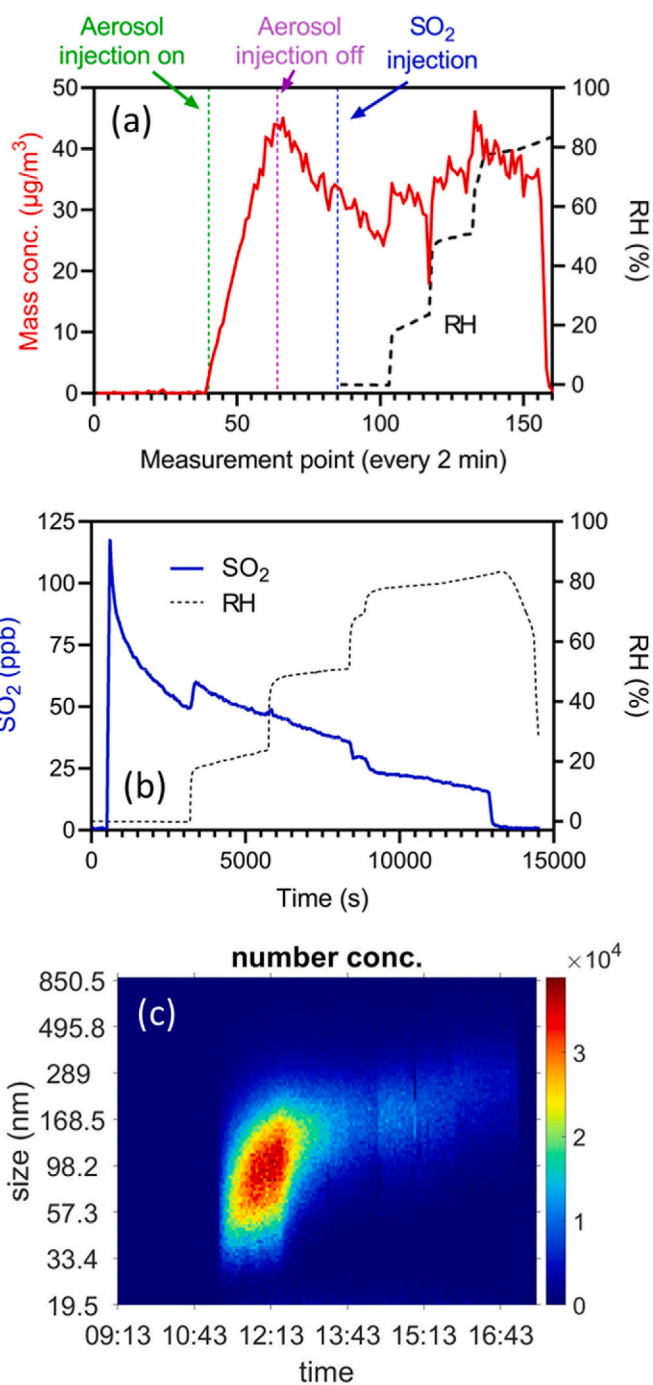 Aerosol
injection on
Aerosol
injection off
SO2
injection
(a)
50
40
30
20
10
0
Mass conc. (µg/m³)
100
80
60
40
20
0
RH (%)
RH
0
50
100
150
Measurement point (every 2 min)
125
100
75
50
25
0
SO2 (ppb)
SO2
RH
(b)
100
80
60
40
20
0
RH (%)
0
5000
10000
15000
Time (s)
number conc.
×10⁴
(c)
850.5
495.8
289
168.5
98.2
57.3
33.4
19.5
size (nm)
3
2
1
0
09:13 10:43 12:13 13:43 15:13 16:43
time